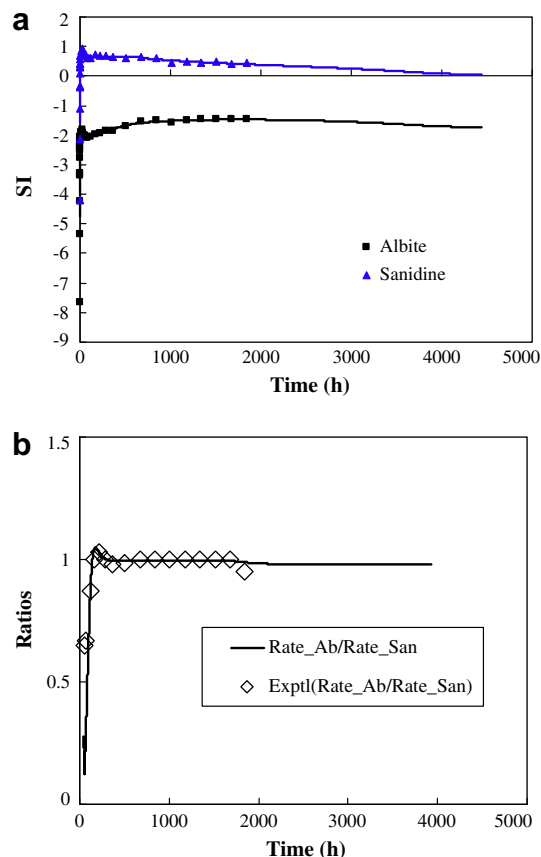 a
2
1
0
-1
-2
-3
-4
-5
-6
-7
-8
-9
SI
Albite
Sanidine
0 1000 2000 3000 4000 5000
Time (h)
b
1.5
1
0.5
0
Ratios
Rate_Ab/Rate_San
Exptl(Rate_Ab/Rate_San)
0 1000 2000 3000 4000 5000
Time (h)